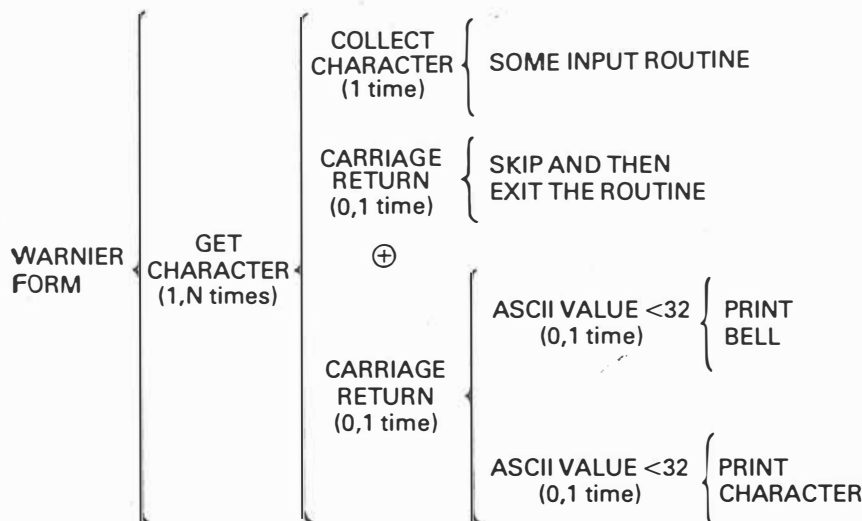 WARNIER
FORM
GET
CHARACTER
(1,N times)
COLLECT
CHARACTER
(1 time)
SOME INPUT ROUTINE
CARRIAGE
RETURN
(0,1 time)
SKIP AND THEN
EXIT THE ROUTINE
⊕
CARRIAGE
RETURN
(0,1 time)
ASCII VALUE <32
(0,1 time)
PRINT
BELL
ASCII VALUE <32
(0,1 time)
PRINT
CHARACTER